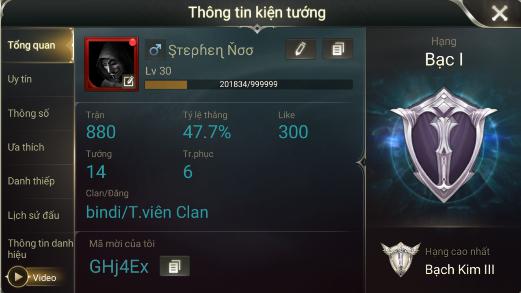 Thông tin kiện tướng
Tổng quan
Uy tín
Thông số
Ưa thích
Danh thiếp
Lịch sử đấu
Thông tin danh hiệu
Video
Şτερɦεη Ňσσ
Lv 30
201834/999999
Trận
Tỷ lệ thắng
Like
880
47.7%
300
Tướng
Tr.phục
14
6
Clan/Đẳng
bindi/T.viên Clan
Mã mời của tôi
GHj4Ex
Hạng
Bạc I
Hạng cao nhất
Bạch Kim III